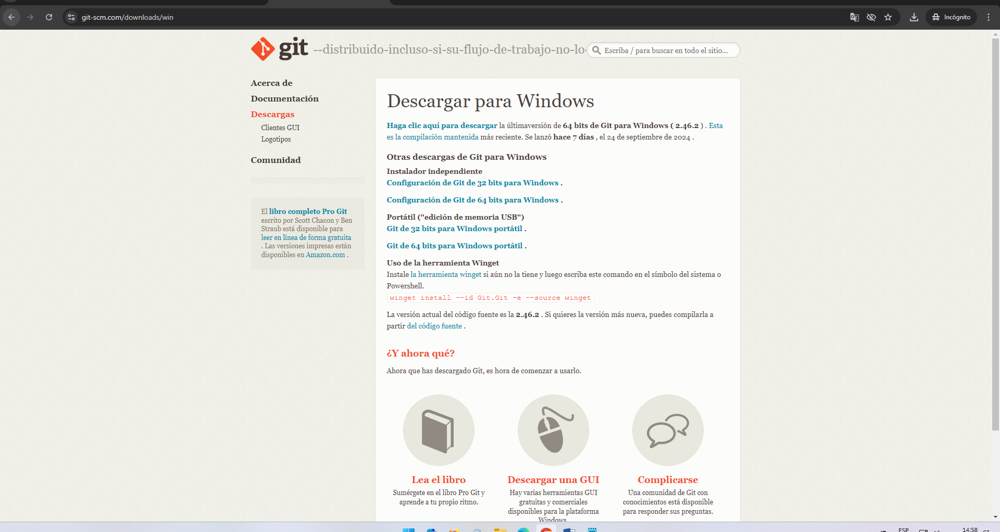 git-scm.com/downloads/win
Incógnito
git --distribuido-incluso-si-su-flujo-de-trabajo-no-lo-
Escriba / para buscar en todo el sitio...
Acerca de
Documentación
Descargas
Clientes GUI
Logotipos
Comunidad
El libro completo Pro Git
escrito por Scott Chacon y Ben
Straub está disponible para
leer en línea de forma gratuita
. Las versiones impresas están
disponibles en Amazon.com .
Descargar para Windows
Haga clic aquí para descargar la últimaversión de 64 bits de Git para Windows ( 2.46.2 ) . Esta
es la compilación mantenida más reciente. Se lanzó hace 7 días , el 24 de septiembre de 2024 .
Otras descargas de Git para Windows
Instalador independiente
Configuración de Git de 32 bits para Windows .
Configuración de Git de 64 bits para Windows .
Portátil ("edición de memoria USB")
Git de 32 bits para Windows portátil .
Git de 64 bits para Windows portátil .
Uso de la herramienta Winget
Instale la herramienta winget si aún no la tiene y luego escriba este comando en el símbolo del sistema o
Powershell.
winget install --id Git.Git -e --source winget
La versión actual del código fuente es la 2.46.2 . Si quieres la versión más nueva, puedes compilarla a
partir del código fuente .
¿Y ahora qué?
Ahora que has descargado Git, es hora de comenzar a usarlo.
Lea el libro
Sumérgete en el libro Pro Git y
aprende a tu propio ritmo.
Descargar una GUI
Hay varias herramientas GUI
gratuitas y comerciales
disponibles para la plataforma
Windows.
Complicarse
Una comunidad de Git con
conocimientos está disponible
para responder sus preguntas.
ESP
14:58